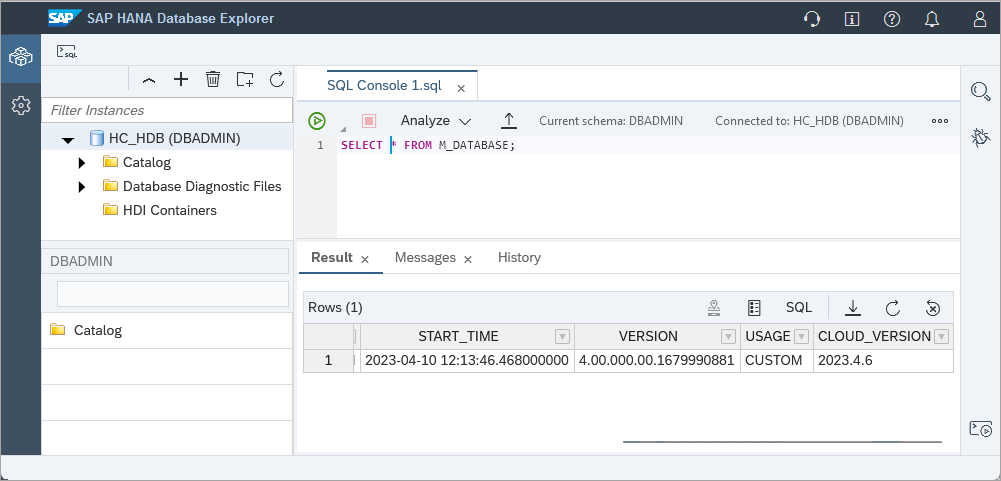 SAP SAP HANA Database Explorer
SQL
Filter Instances
HC_HDB (DBADMIN)
Catalog
Database Diagnostic Files
HDI Containers
DBADMIN
Catalog
SQL Console 1.sql
Analyze Current schema: DBADMIN Connected to: HC_HDB (DBADMIN)
1 SELECT * FROM M_DATABASE;
Result Messages History
Rows (1) SQL
START_TIME VERSION USAGE CLOUD_VERSION
1 2023-04-10 12:13:46.468000000 4.00.000.00.1679990881 CUSTOM 2023.4.6